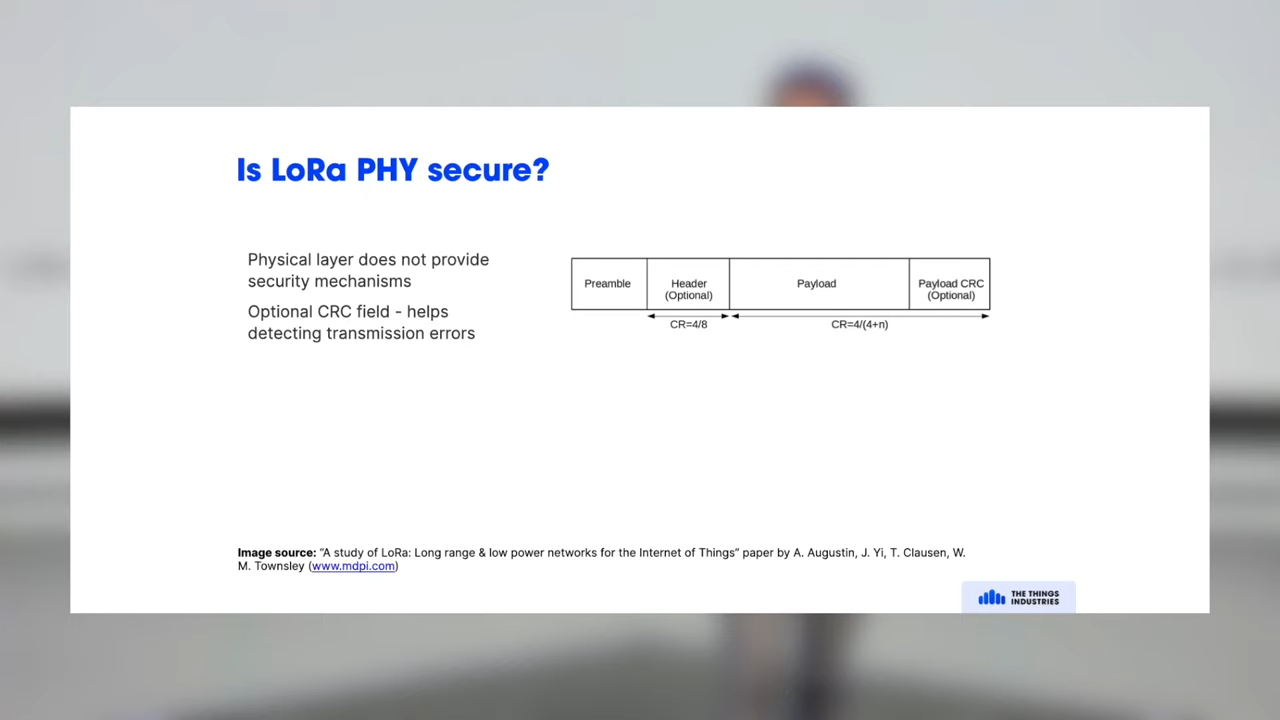 Is LoRa PHY secure?
Physical layer does not provide
security mechanisms
Optional CRC field - helps
detecting transmission errors
Preamble
Header
(Optional)
Payload
Payload CRC
(Optional)
CR=4/8
CR=4/(4+n)
Image source: “A study of LoRa: Long range & low power networks for the Internet of Things” paper by A. Augustin, J. Yi, T. Clausen, W.
M. Townsley (www.mdpi.com)
THE THINGS
INDUSTRIES